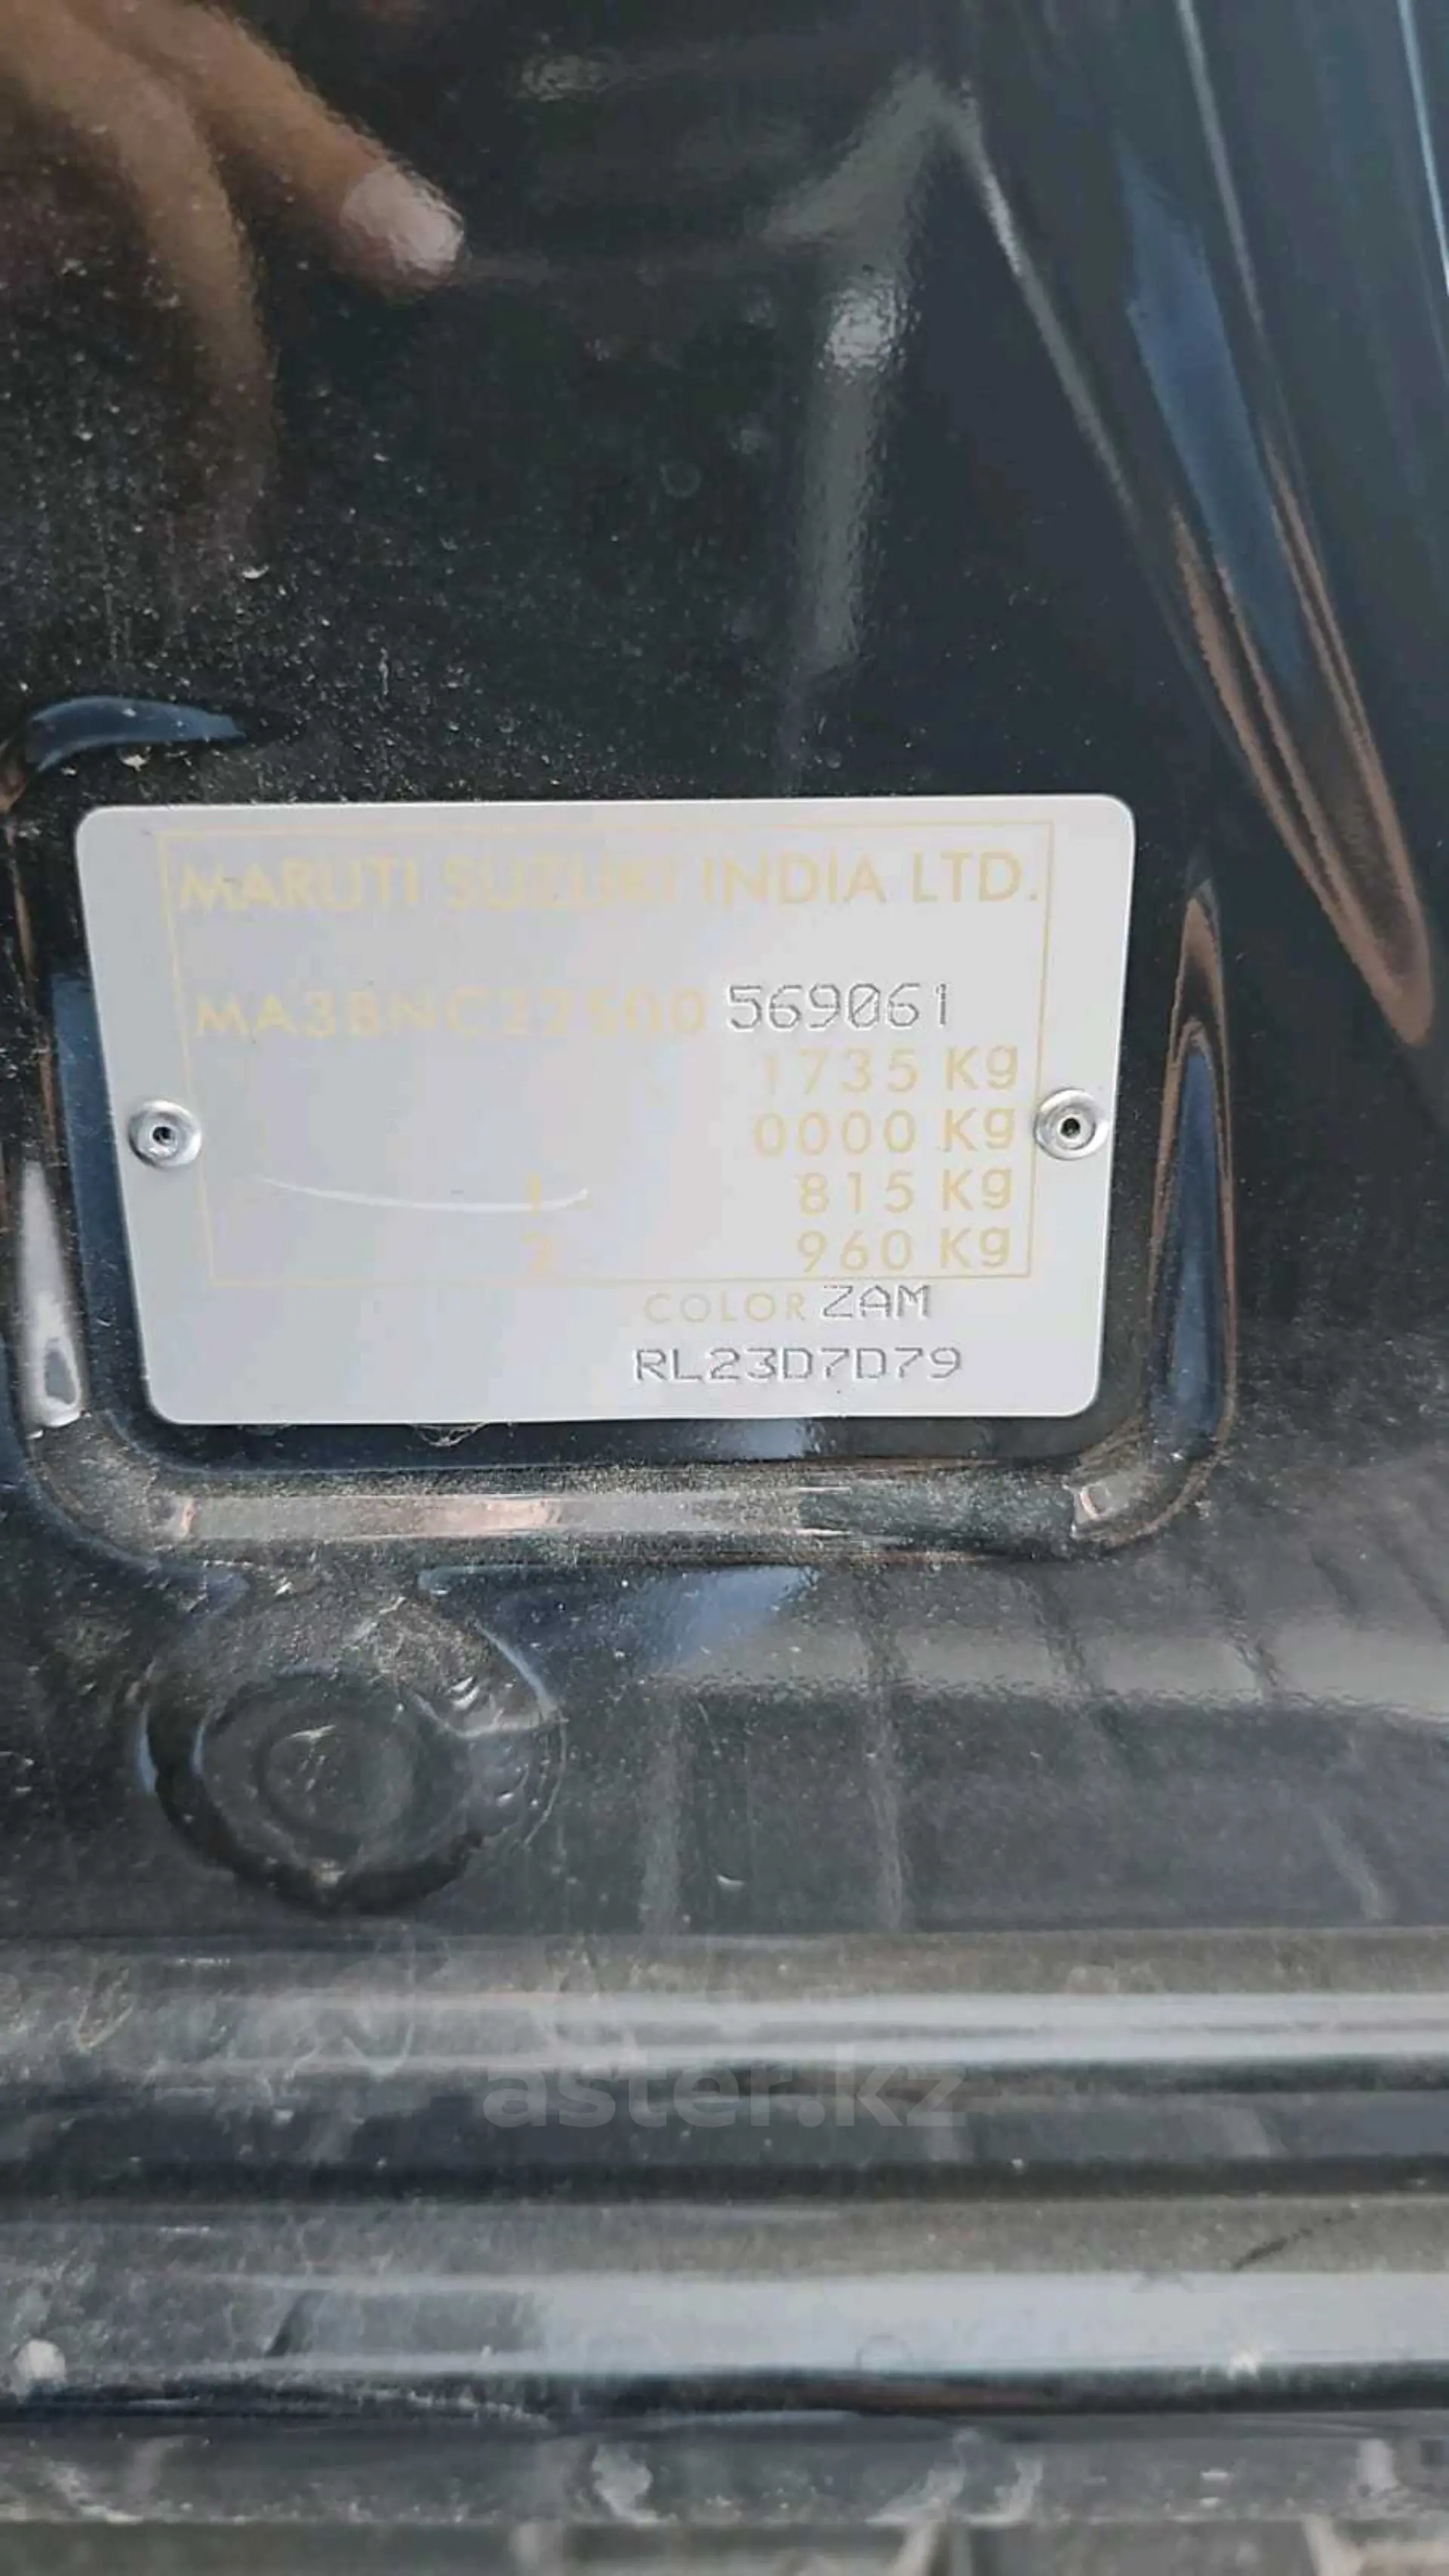 MARUTI SUZUKI INDIA LTD.
MA3BNC22S00569061
1735 Kg
0000 Kg
1 815 Kg
2 960 Kg
COLOR ZAM
RL23D7D79
aster.kz